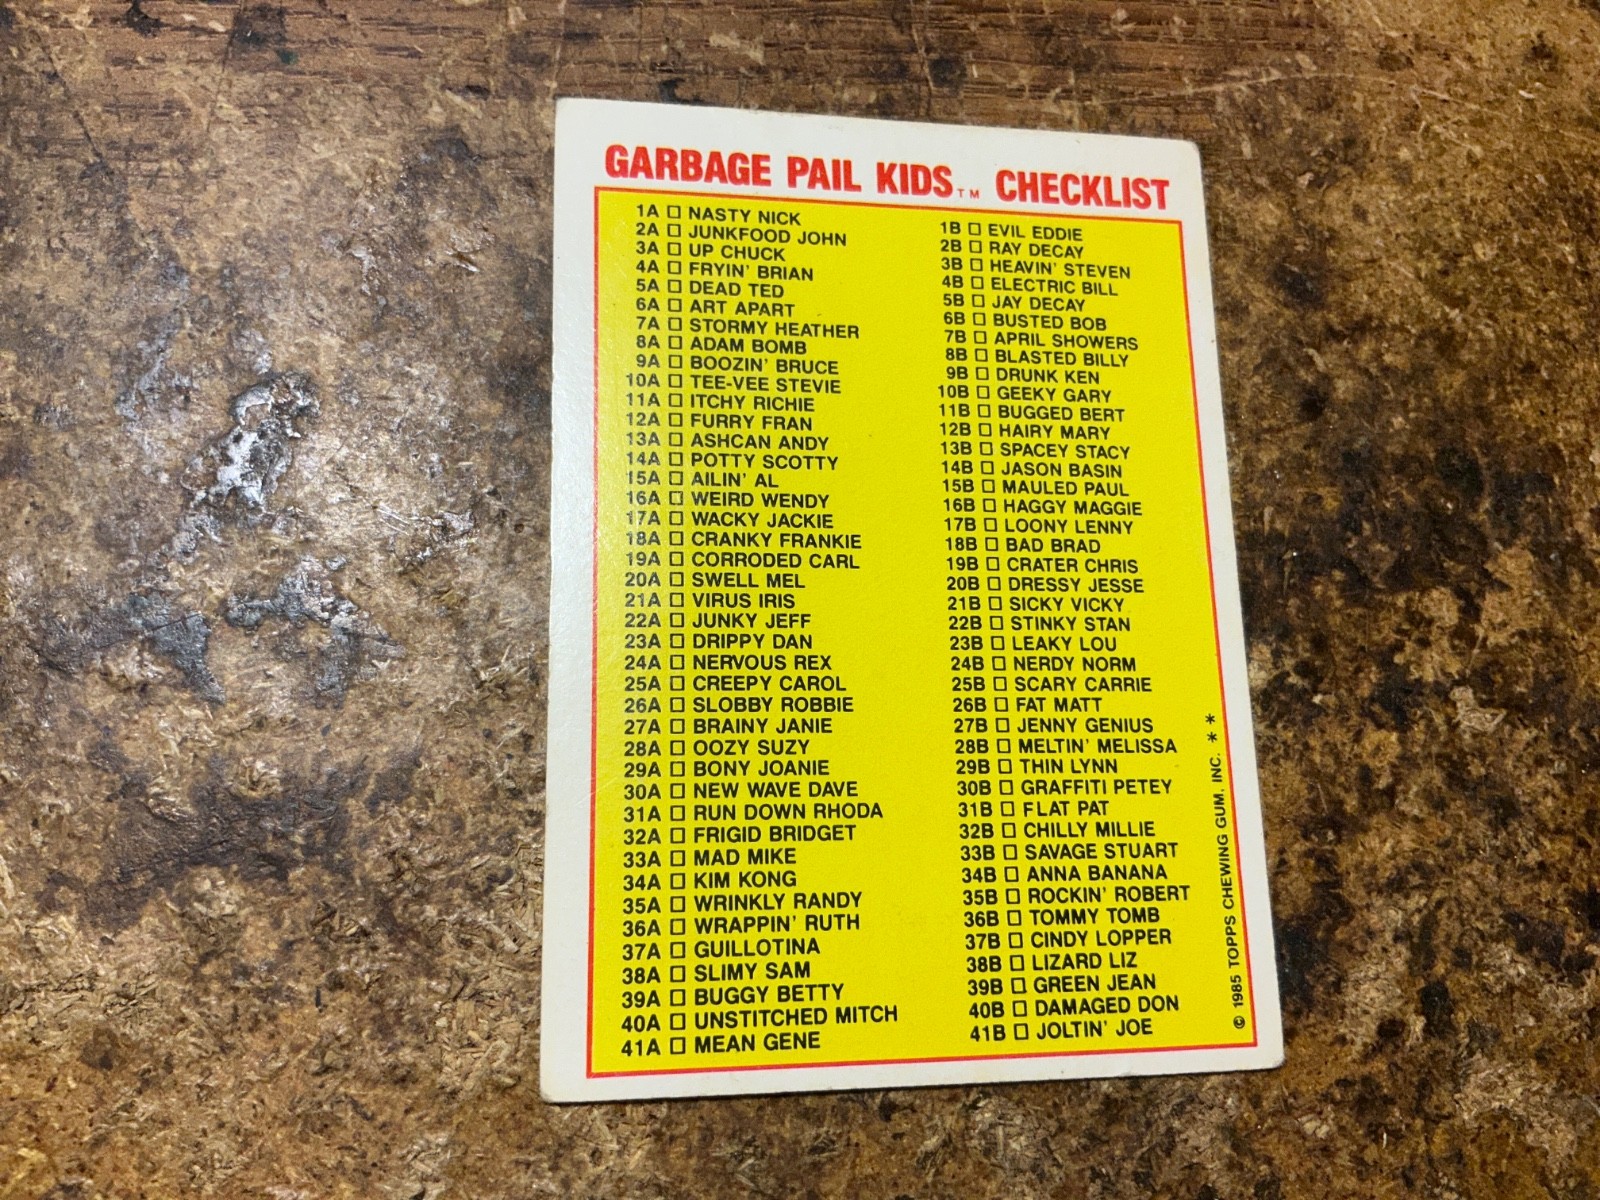 GARBAGE PAIL KIDS™ CHECKLIST
1A □ NASTY NICK
2A □ JUNKFOOD JOHN
3A □ UP CHUCK
4A □ FRYIN' BRIAN
5A □ DEAD TED
6A □ ART APART
7A □ STORMY HEATHER
8A □ ADAM BOMB
9A □ BOOZIN' BRUCE
10A □ TEE-VEE STEVIE
11A □ ITCHY RICHIE
12A □ FURRY FRAN
13A □ ASHCAN ANDY
14A □ POTTY SCOTTY
15A □ AILIN' AL
16A □ WEIRD WENDY
17A □ WACKY JACKIE
18A □ CRANKY FRANKIE
19A □ CORRODED CARL
20A □ SWELL MEL
21A □ VIRUS IRIS
22A □ JUNKY JEFF
23A □ DRIPPY DAN
24A □ NERVOUS REX
25A □ CREEPY CAROL
26A □ SLOBBY ROBBIE
27A □ BRAINY JANIE
28A □ OOZY SUZY
29A □ BONY JOANIE
30A □ NEW WAVE DAVE
31A □ RUN DOWN RHODA
32A □ FRIGID BRIDGET
33A □ MAD MIKE
34A □ KIM KONG
35A □ WRINKLY RANDY
36A □ WRAPPIN' RUTH
37A □ GUILLOTINA
38A □ SLIMY SAM
39A □ BUGGY BETTY
40A □ UNSTITCHED MITCH
41A □ MEAN GENE
1B □ EVIL EDDIE
2B □ RAY DECAY
3B □ HEAVIN' STEVEN
4B □ ELECTRIC BILL
5B □ JAY DECAY
6B □ BUSTED BOB
7B □ APRIL SHOWERS
8B □ BLASTED BILLY
9B □ DRUNK KEN
10B □ GEEKY GARY
11B □ BUGGED BERT
12B □ HAIRY MARY
13B □ SPACEY STACY
14B □ JASON BASIN
15B □ MAULED PAUL
16B □ HAGGY MAGGIE
17B □ LOONY LENNY
18B □ BAD BRAD
19B □ CRATER CHRIS
20B □ DRESSY JESSE
21B □ SICKY VICKY
22B □ STINKY STAN
23B □ LEAKY LOU
24B □ NERDY NORM
25B □ SCARY CARRIE
26B □ FAT MATT
27B □ JENNY GENIUS
28B □ MELTIN' MELISSA
29B □ THIN LYNN
30B □ GRAFFITI PETEY
31B □ FLAT PAT
32B □ CHILLY MILLIE
33B □ SAVAGE STUART
34B □ ANNA BANANA
35B □ ROCKIN' ROBERT
36B □ TOMMY TOMB
37B □ CINDY LOPPER
38B □ LIZARD LIZ
39B □ GREEN JEAN
40B □ DAMAGED DON
41B □ JOLTIN' JOE
© 1985 TOPPS CHEWING GUM, INC. **